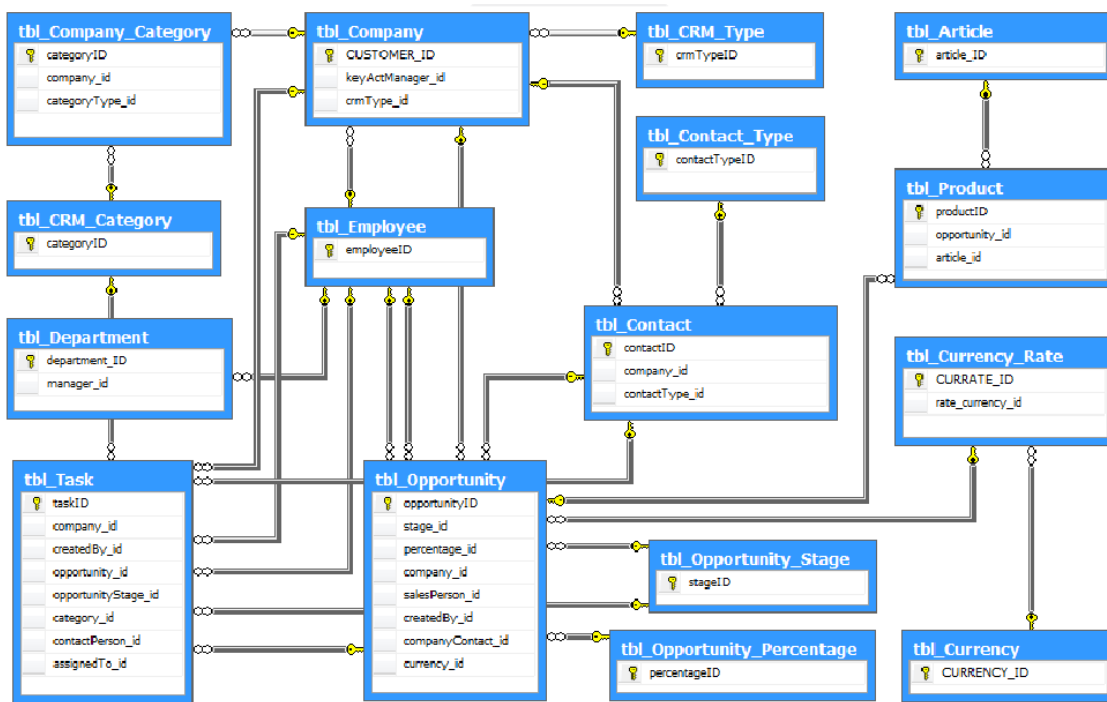 tbl_Company_Category
categoryID
company_id
categoryType_id
tbl_Company
CUSTOMER_ID
keyActManager_id
crmType_id
tbl_CRM_Type
crmTypeID
tbl_Article
article_ID
tbl_Contact_Type
contactTypeID
tbl_Product
productID
opportunity_id
article_id
tbl_CRM_Category
categoryID
tbl_Employee
employeeID
tbl_Department
department_ID
manager_id
tbl_Contact
contactID
company_id
contactType_id
tbl_Currency_Rate
CURRATE_ID
rate_currency_id
tbl_Task
taskID
company_id
createdBy_id
opportunity_id
opportunityStage_id
category_id
contactPerson_id
assignedTo_id
tbl_Opportunity
opportunityID
stage_id
percentage_id
company_id
salesPerson_id
createdBy_id
companyContact_id
currency_id
tbl_Opportunity_Stage
stageID
tbl_Opportunity_Percentage
percentageID
tbl_Currency
CURRENCY_ID